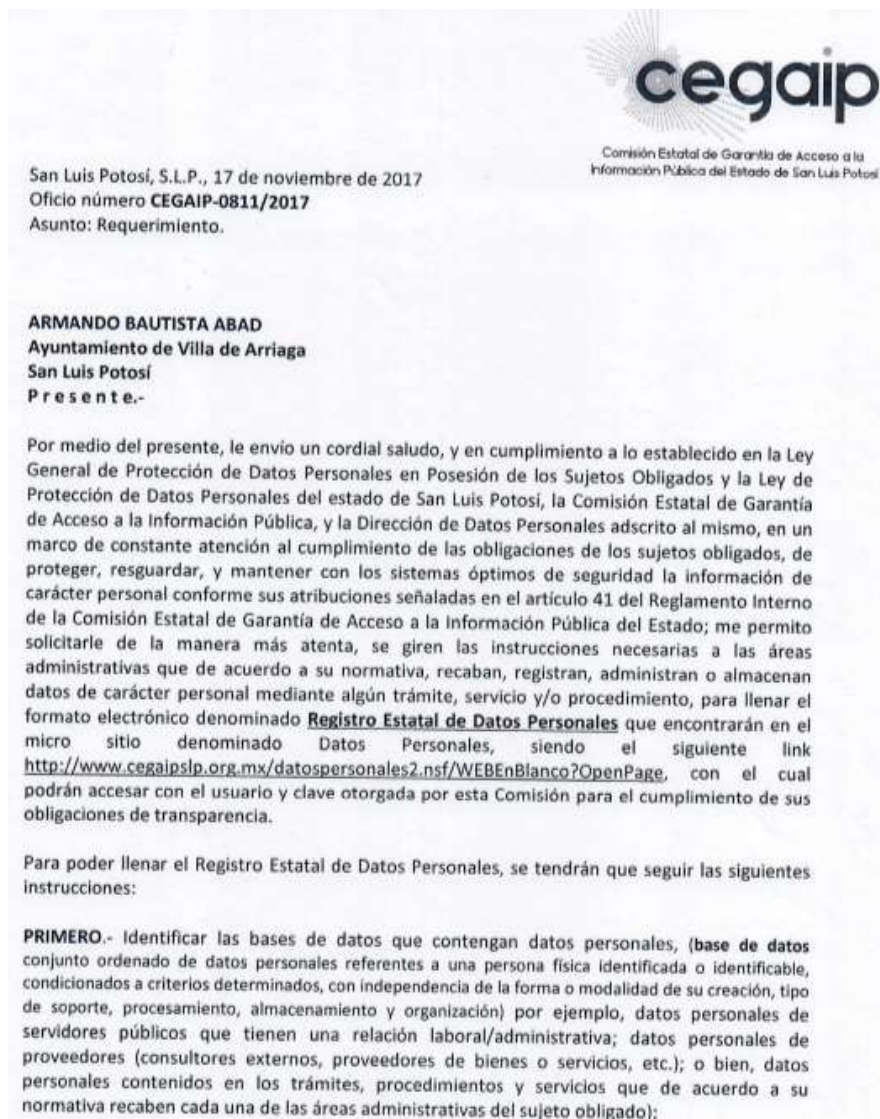 cegaip
Comisión Estatal de Garantía de Acceso a la
Información Pública del Estado de San Luis Potosí
San Luis Potosí, S.L.P., 17 de noviembre de 2017
Oficio número CEGAIP-0811/2017
Asunto: Requerimiento.
ARMANDO BAUTISTA ABAD
Ayuntamiento de Villa de Arriaga
San Luis Potosí
P r e s e n t e.-
Por medio del presente, le envío un cordial saludo, y en cumplimiento a lo establecido en la Ley
General de Protección de Datos Personales en Posesión de los Sujetos Obligados y la Ley de
Protección de Datos Personales del estado de San Luis Potosí, la Comisión Estatal de Garantía
de Acceso a la Información Pública, y la Dirección de Datos Personales adscrito al mismo, en un
marco de constante atención al cumplimiento de las obligaciones de los sujetos obligados, de
proteger, resguardar, y mantener con los sistemas óptimos de seguridad la información de
carácter personal conforme sus atribuciones señaladas en el artículo 41 del Reglamento Interno
de la Comisión Estatal de Garantía de Acceso a la Información Pública del Estado; me permito
solicitarle de la manera más atenta, se giren las instrucciones necesarias a las áreas
administrativas que de acuerdo a su normativa, recaban, registran, administran o almacenan
datos de carácter personal mediante algún trámite, servicio y/o procedimiento, para llenar el
formato electrónico denominado Registro Estatal de Datos Personales que encontrarán en el
micro sitio denominado Datos Personales, siendo el siguiente link
http://www.cegaipslp.org.mx/datospersonales2.nsf/WEBEnBlanco?OpenPage, con el cual
podrán accesar con el usuario y clave otorgada por esta Comisión para el cumplimiento de sus
obligaciones de transparencia.
Para poder llenar el Registro Estatal de Datos Personales, se tendrán que seguir las siguientes
instrucciones:
PRIMERO.- Identificar las bases de datos que contengan datos personales, (base de datos
conjunto ordenado de datos personales referentes a una persona física identificada o identificable,
condicionados a criterios determinados, con independencia de la forma o modalidad de su creación, tipo
de soporte, procesamiento, almacenamiento y organización) por ejemplo, datos personales de
servidores públicos que tienen una relación laboral/administrativa; datos personales de
proveedores (consultores externos, proveedores de bienes o servicios, etc.); o bien, datos
personales contenidos en los trámites, procedimientos y servicios que de acuerdo a su
normativa recaben cada una de las áreas administrativas del sujeto obligado);